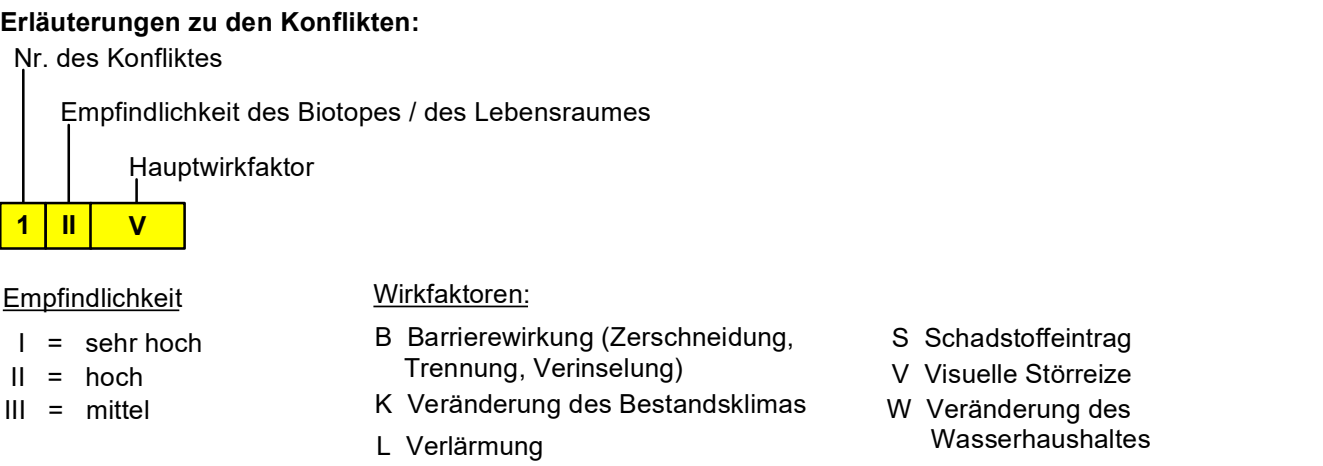 Erläuterungen zu den Konflikten:
Nr. des Konfliktes
Empfindlichkeit des Biotopes / des Lebensraumes
Hauptwirkfaktor
1 II V
Empfindlichkeit
I = sehr hoch
II = hoch
III = mittel
Wirkfaktoren:
B Barrierewirkung (Zerschneidung,
Trennung, Verinselung)
K Veränderung des Bestandsklimas
L Verlärmung
S Schadstoffeintrag
V Visuelle Störreize
W Veränderung des
Wasserhaushaltes